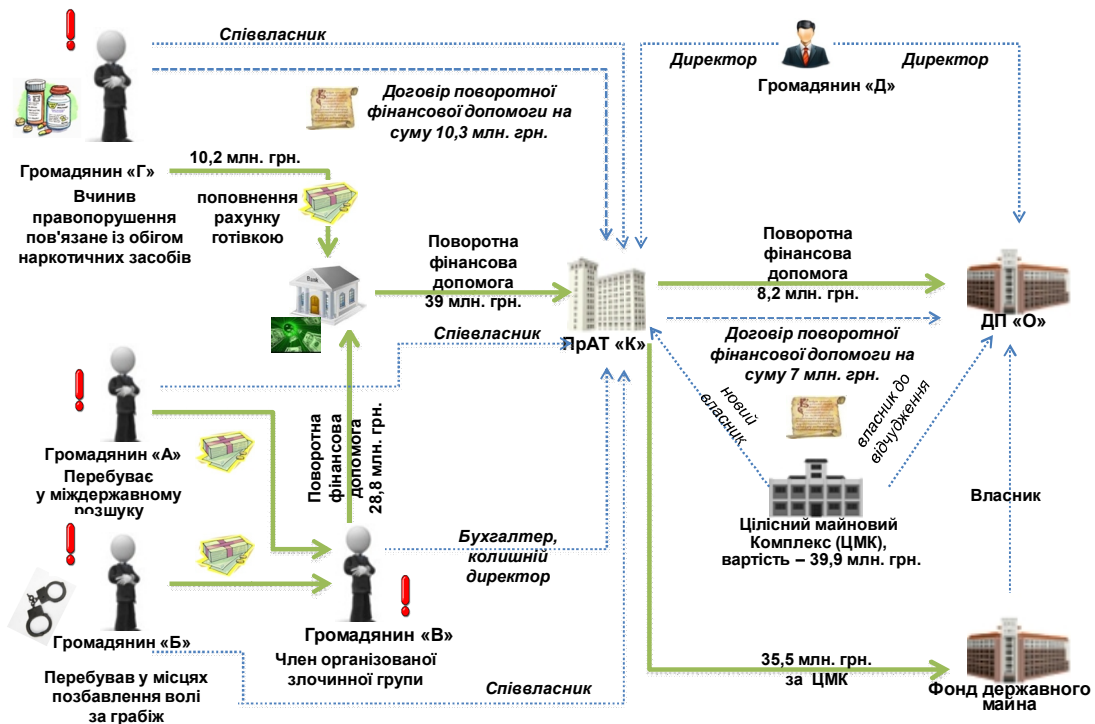 Співвласник
Договір поворотної
фінансової допомоги на
суму 10,3 млн. грн.
Директор
Директор
Громадянин «Д»
Громадянин «Г»
10,2 млн. грн.
Вчинив
правопорушення
пов'язане із обігом
наркотичних засобів
поповнення
рахунку
готівкою
Bank
Поворотна
фінансова
допомога
39 млн. грн.
ПрАТ «К»
Поворотна
фінансова
допомога
8,2 млн. грн.
ДП «О»
Співвласник
Договір поворотної
фінансової допомоги на
суму 7 млн. грн.
новий
власник
власник до
відчудження
Громадянин «А»
Перебуває
у міждержавному
розшуку
Поворотна
фінансова
допомога
28,8 млн. грн.
Цілісний майновий
Комплекс (ЦМК),
вартість – 39,9 млн. грн.
Власник
Бухгалтер,
колишній
директор
Громадянин «Б»
Перебував у місцях
позбавлення волі
за грабіж
Громадянин «В»
Член організованої
злочинної групи
Співвласник
35,5 млн. грн.
за ЦМК
Фонд державного
майна